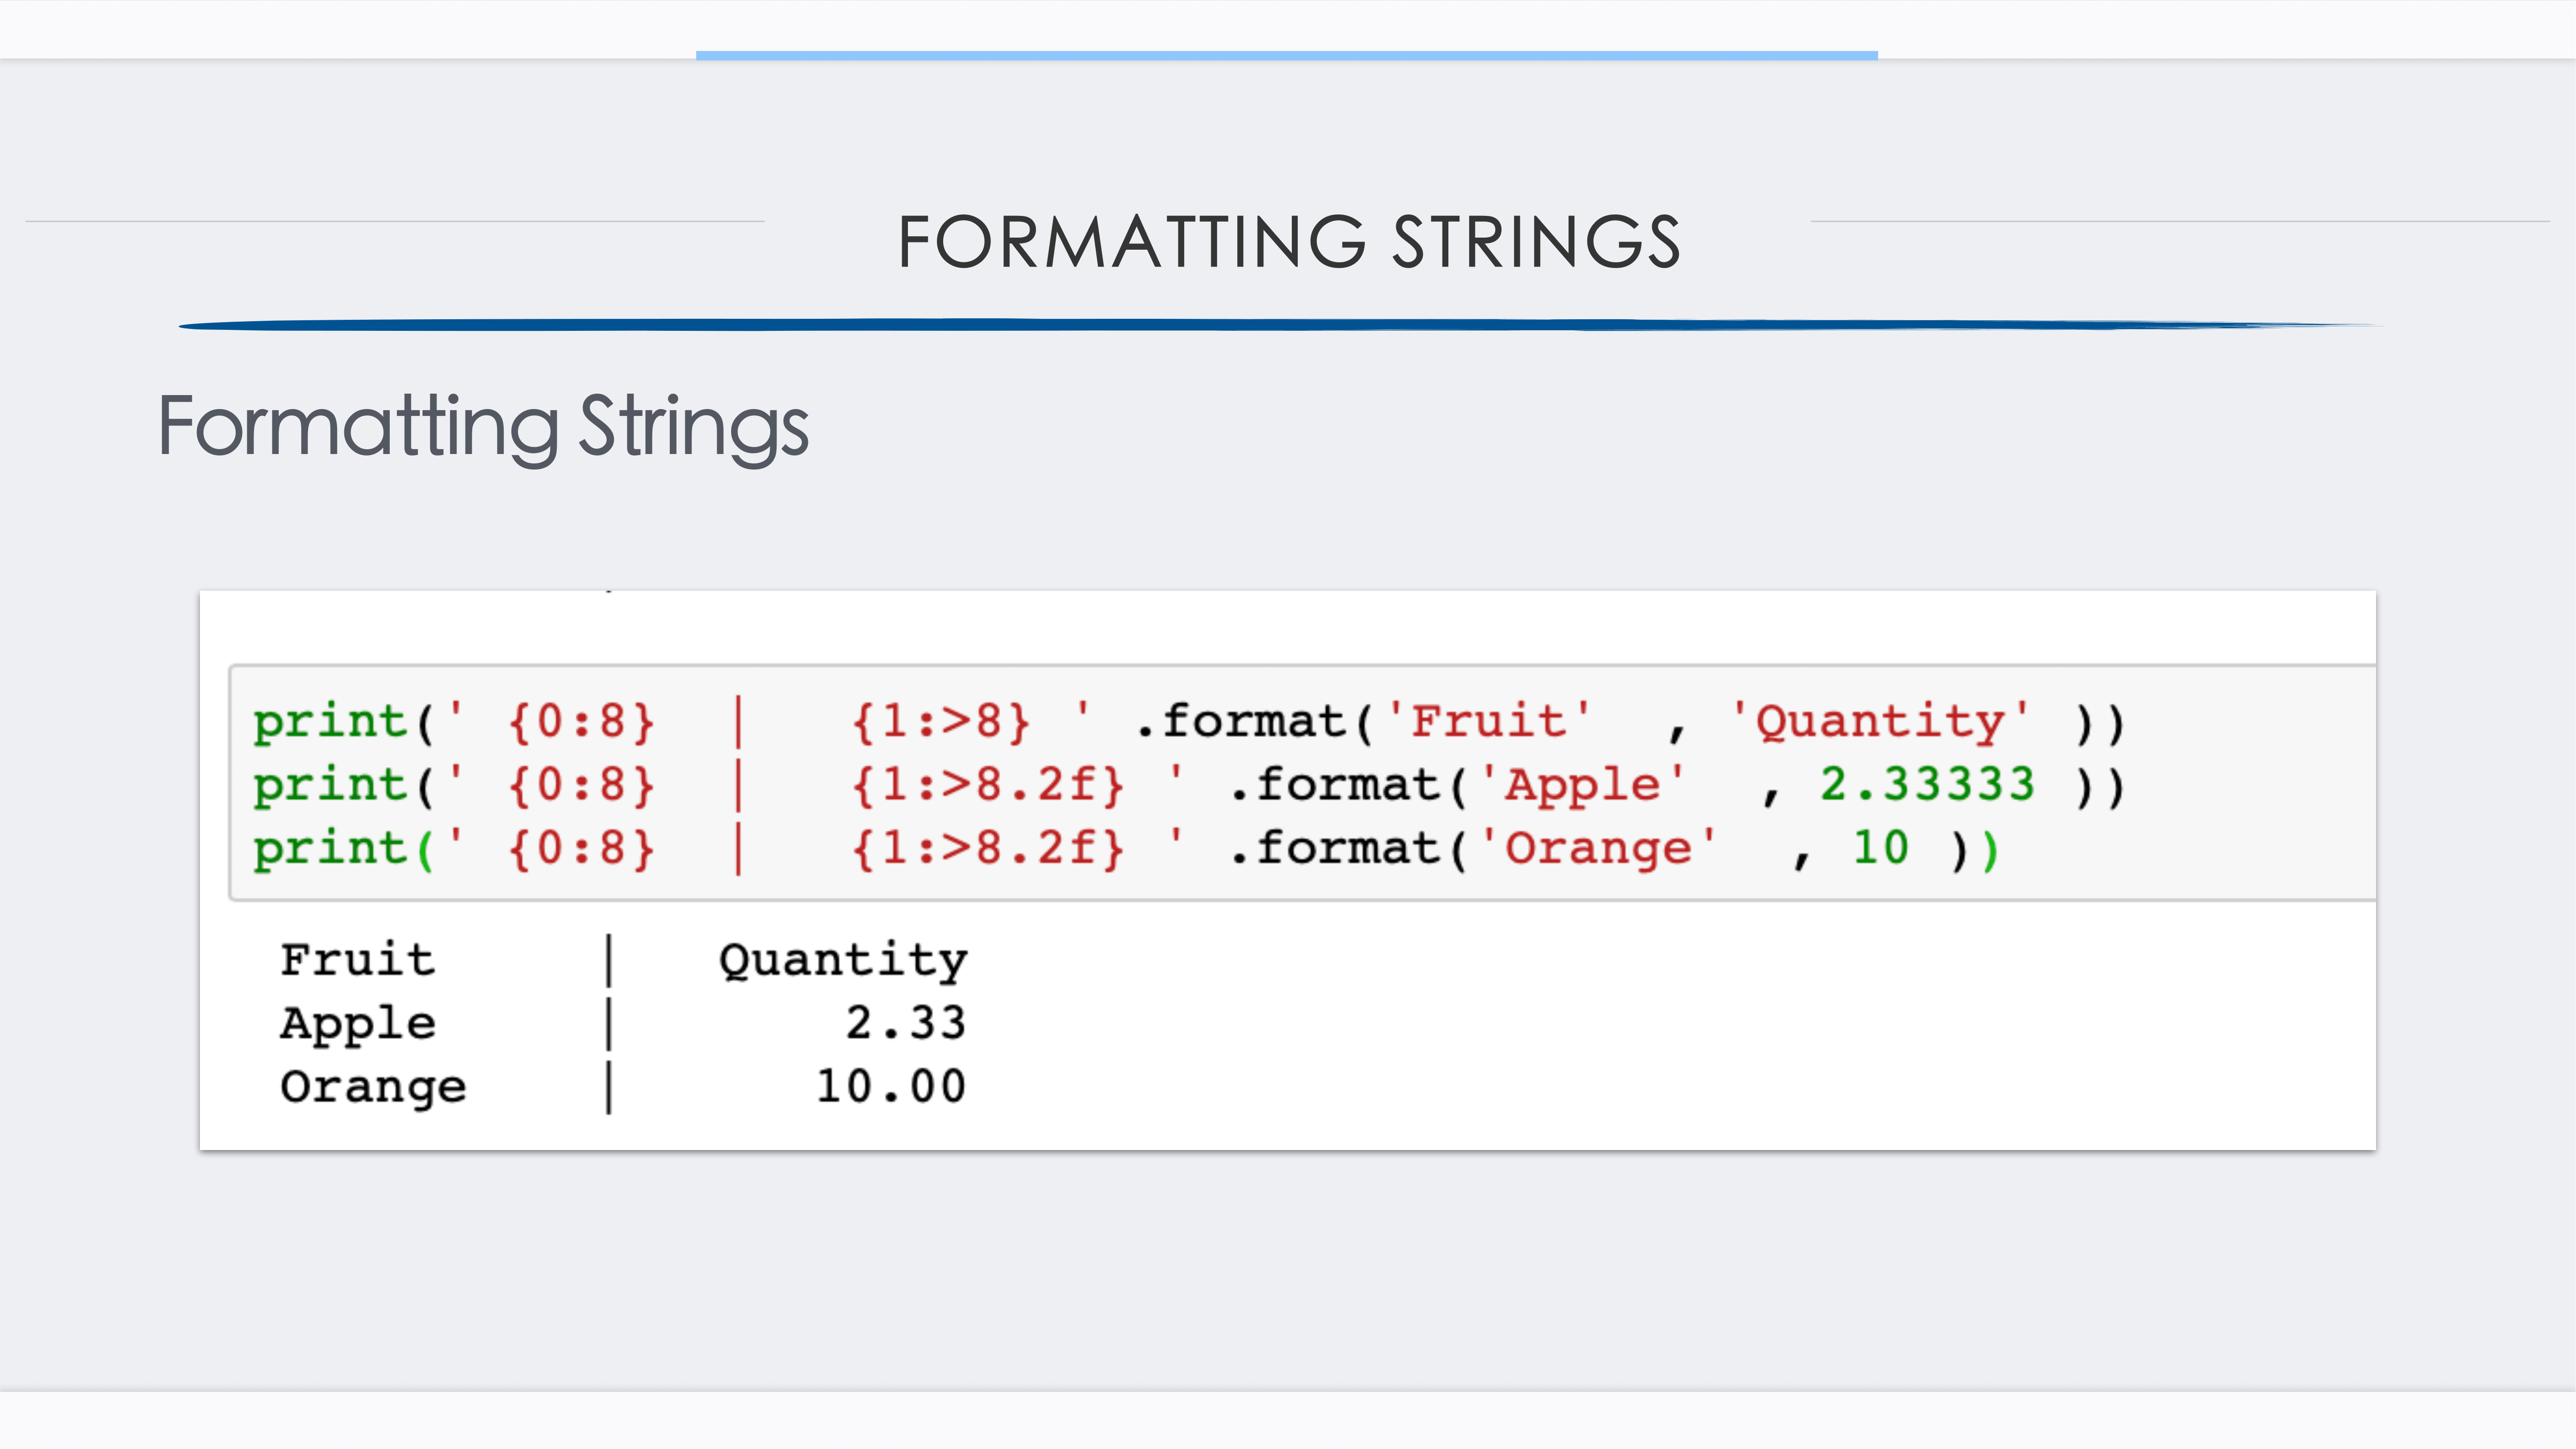 FORMATTING STRINGS
Formatting Strings
print(' {0:8}  |   {1:>8} ' .format('Fruit'  , 'Quantity' ))
print(' {0:8}  |   {1:>8.2f} ' .format('Apple'  , 2.33333 ))
print(' {0:8}  |   {1:>8.2f} ' .format('Orange'  , 10 ))
Fruit     |   Quantity
Apple     |       2.33
Orange    |      10.00